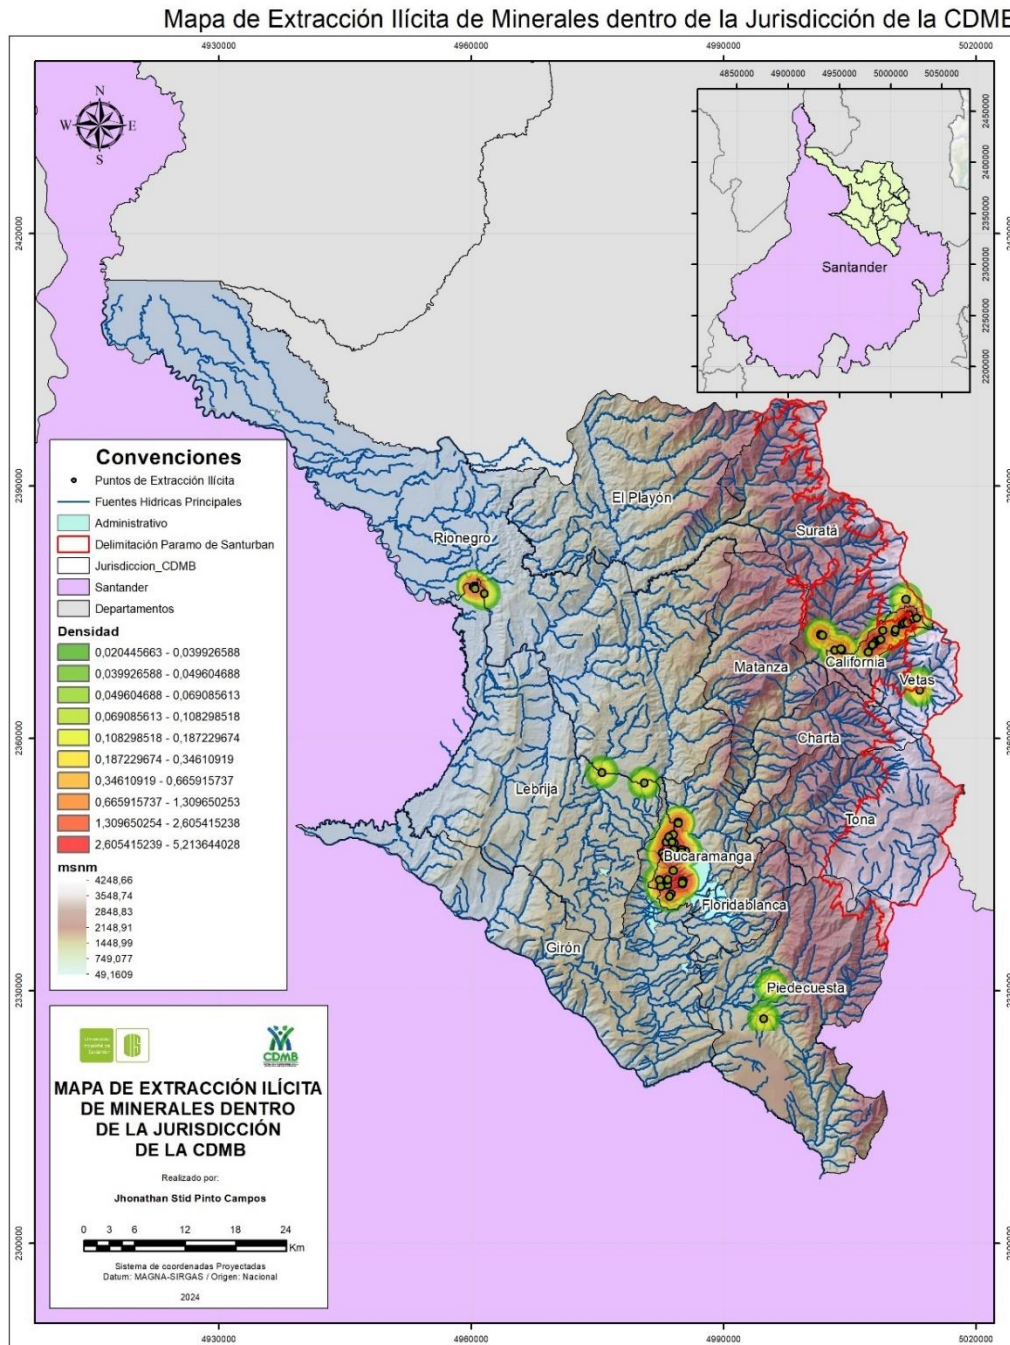 Mapa de Extracción Ilícita de Minerales dentro de la Jurisdicción de la CDMB
4930000 4960000 4990000 5020000
4850000 4900000 4950000 5000000 5050000
N
W E
S
2450000
2400000
2350000
2300000
2250000
2200000
Santander
2420000
2390000
2360000
2330000
2300000
Convenciones
Puntos de Extracción Ilícita
Fuentes Hídricas Principales
Administrativo
Delimitación Paramo de Santurban
Jurisdiccion_CDMB
Santander
Departamentos
Densidad
0,020445663 - 0,039926588
0,039926588 - 0,049604688
0,049604688 - 0,069085613
0,069085613 - 0,108298518
0,108298518 - 0,187229674
0,187229674 - 0,34610919
0,34610919 - 0,665915737
0,665915737 - 1,309650253
1,309650254 - 2,605415238
2,605415239 - 5,213644028
msnm
4248,66
3548,74
2848,83
2148,91
1448,99
749,077
49,1609
El Playón
Suratá
Rionegro
California
Matanza
Vetas
Charta
Lebrija
Tona
Bucaramanga
Floridablanca
Girón
Piedecuesta
UIS
CDMB
MAPA DE EXTRACCIÓN ILÍCITA
DE MINERALES DENTRO
DE LA JURISDICCIÓN
DE LA CDMB
Realizado por:
Jhonathan Stid Pinto Campos
0 3 6 12 18 24
Km
Sistema de coordenadas Proyectadas
Datum: MAGNA-SIRGAS / Origen: Nacional
2024
4930000 4960000 4990000 5020000